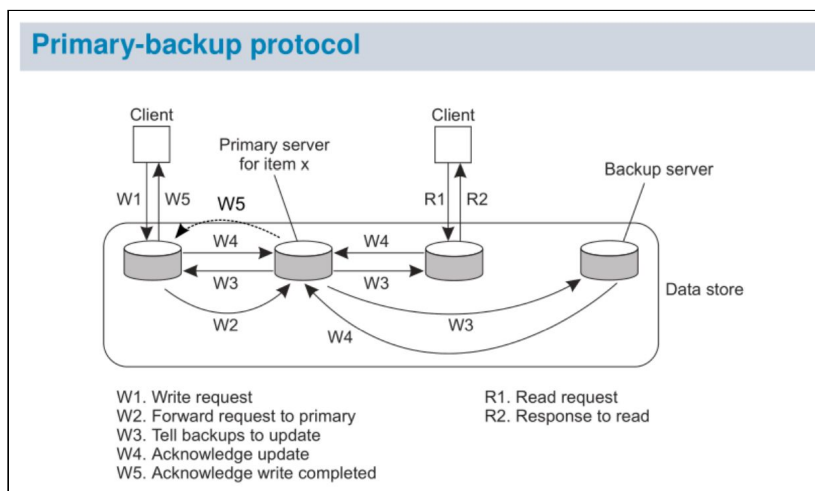 Primary-backup protocol
Client
Client
Primary server
for item x
Backup server
W1
W5
W5
R1
R2
W4
W4
W3
W3
Data store
W2
W3
W4
W1. Write request
W2. Forward request to primary
W3. Tell backups to update
W4. Acknowledge update
W5. Acknowledge write completed
R1. Read request
R2. Response to read